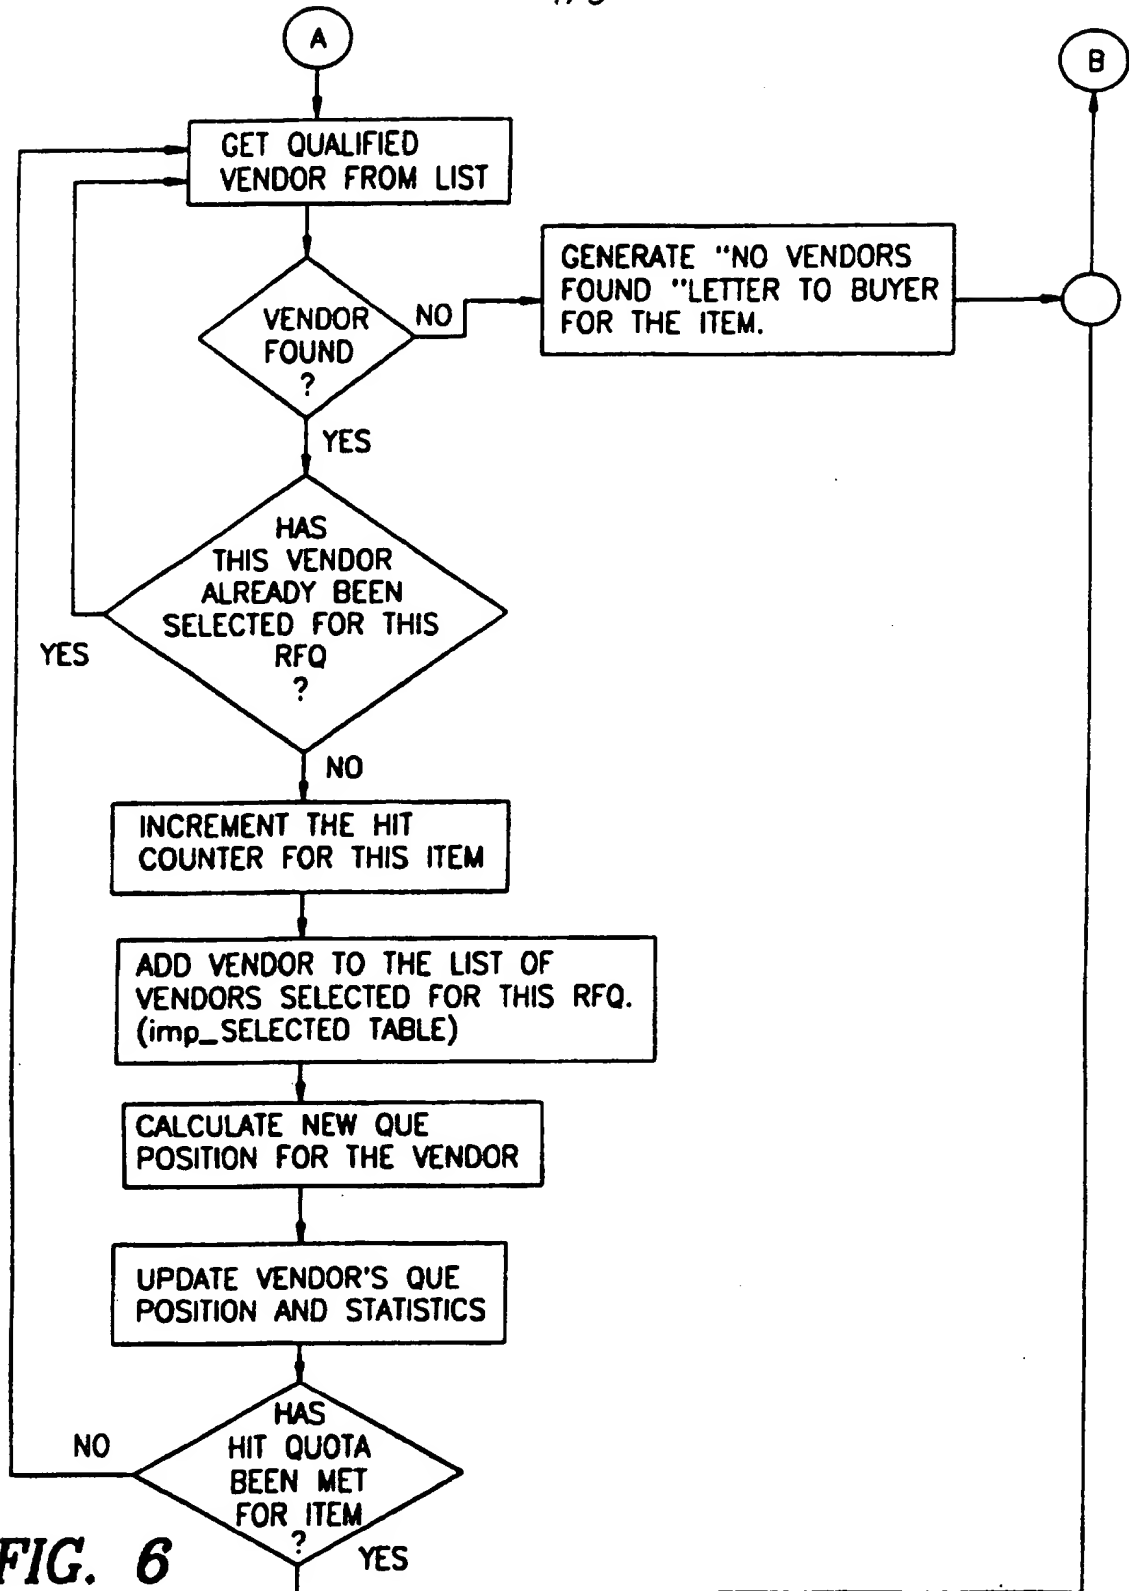 A
B
GET QUALIFIED
VENDOR FROM LIST
GENERATE "NO VENDORS
FOUND "LETTER TO BUYER
FOR THE ITEM.
VENDOR
FOUND
?
NO
YES
HAS
THIS VENDOR
ALREADY BEEN
SELECTED FOR THIS
RFQ
?
YES
NO
INCREMENT THE HIT
COUNTER FOR THIS ITEM
ADD VENDOR TO THE LIST OF
VENDORS SELECTED FOR THIS RFQ.
(imp_SELECTED TABLE)
CALCULATE NEW QUE
POSITION FOR THE VENDOR
UPDATE VENDOR'S QUE
POSITION AND STATISTICS
HAS
HIT QUOTA
BEEN MET
FOR ITEM
?
NO
YES
FIG. 6